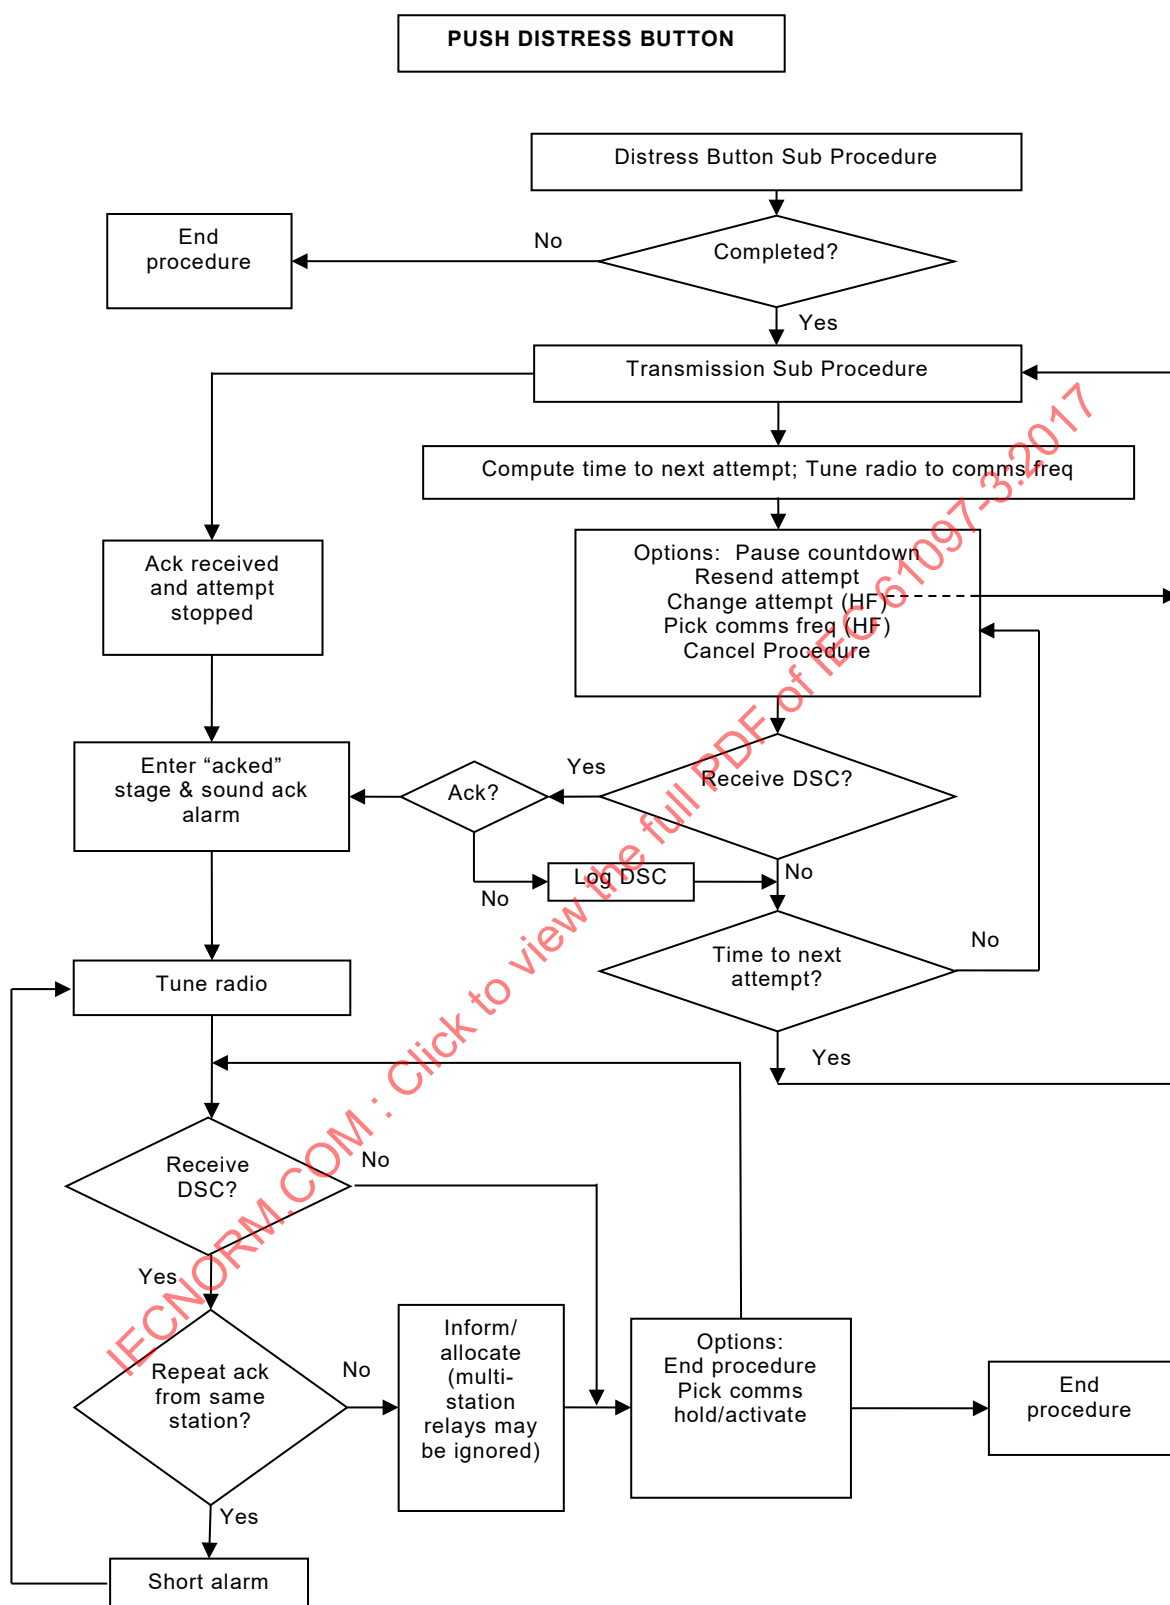 PUSH DISTRESS BUTTON
Distress Button Sub Procedure
End
procedure
No
Completed?
Yes
Transmission Sub Procedure
Compute time to next attempt; Tune radio to comms freq
Ack received
and attempt
stopped
Options: Pause countdown
Resend attempt
Change attempt (HF)
Pick comms freq (HF)
Cancel Procedure
Enter “acked”
stage & sound ack
alarm
Ack?
Yes
Receive DSC?
No
Log DSC
No
Time to next
attempt?
No
Yes
Tune radio
Receive
DSC?
No
Yes
Repeat ack
from same
station?
No
Inform/
allocate
(multi-
station
relays may
be ignored)
Options:
End procedure
Pick comms
hold/activate
End
procedure
Yes
Short alarm
IECNORM.COM : Click to view the full PDF of IEC 61097-3:2017